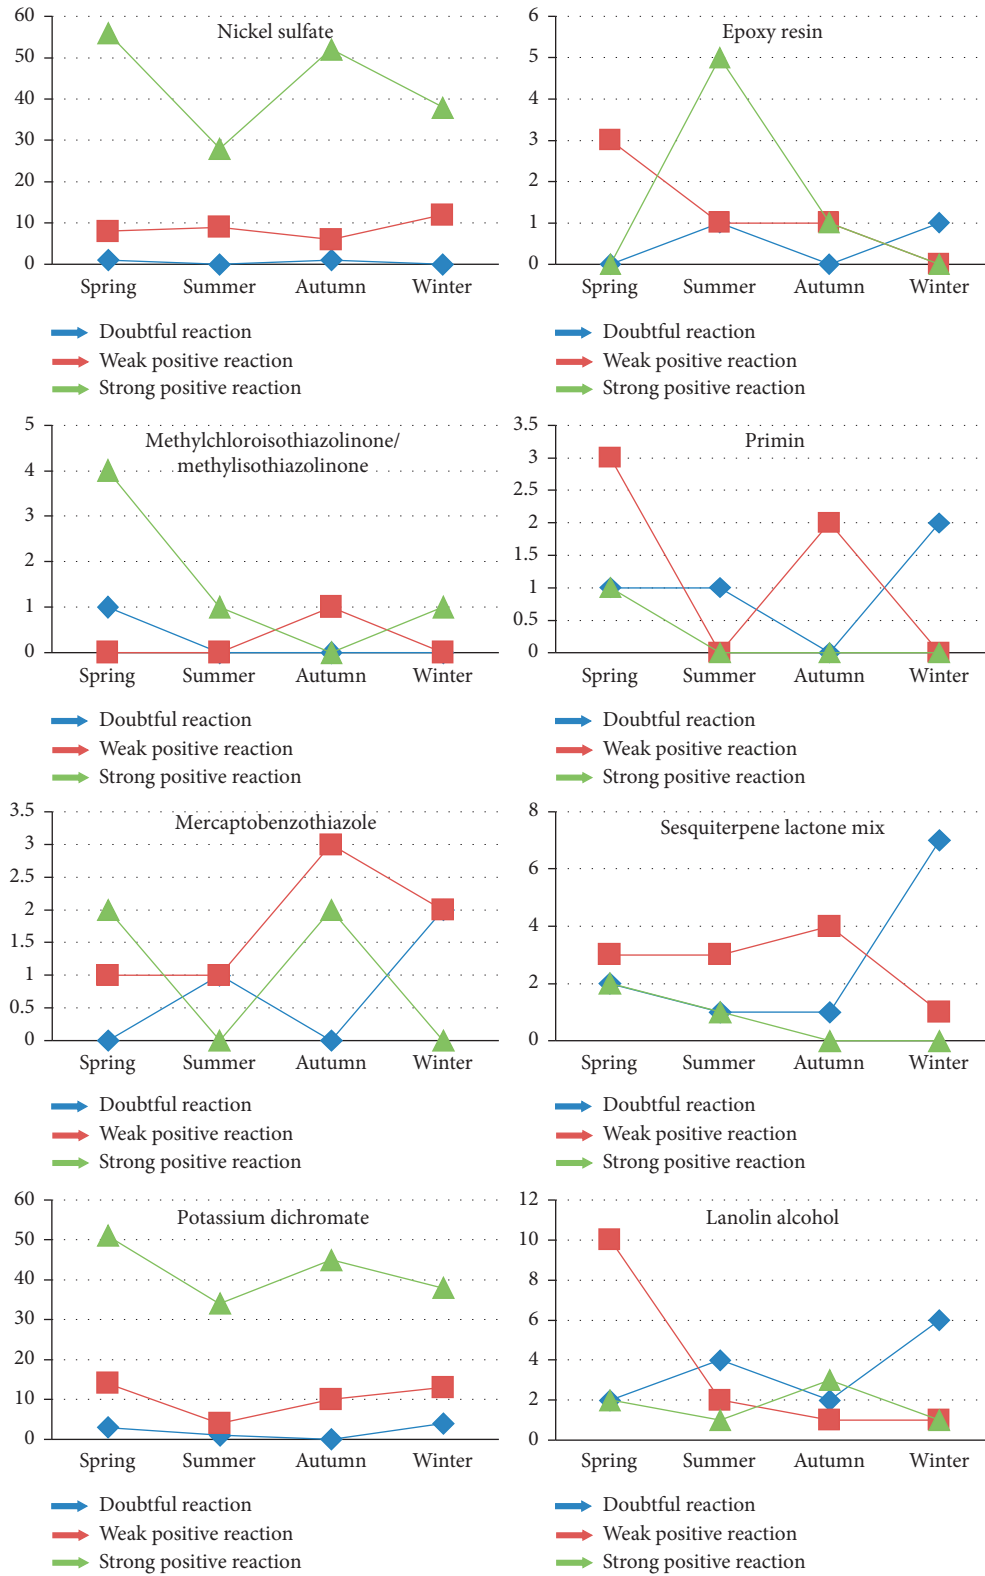 Nickel sulfate
60
50
40
30
20
10
0
Spring Summer Autumn Winter
Doubtful reaction
Weak positive reaction
Strong positive reaction
Epoxy resin
6
5
4
3
2
1
0
Spring Summer Autumn Winter
Doubtful reaction
Weak positive reaction
Strong positive reaction
Methylchloroisothiazolinone/
methylisothiazolinone
5
4
3
2
1
0
Spring Summer Autumn Winter
Doubtful reaction
Weak positive reaction
Strong positive reaction
Primin
3.5
3
2.5
2
1.5
1
0.5
0
Spring Summer Autumn Winter
Doubtful reaction
Weak positive reaction
Strong positive reaction
Mercaptobenzothiazole
3.5
3
2.5
2
1.5
1
0.5
0
Spring Summer Autumn Winter
Doubtful reaction
Weak positive reaction
Strong positive reaction
Sesquiterpene lactone mix
8
6
4
2
0
Spring Summer Autumn Winter
Doubtful reaction
Weak positive reaction
Strong positive reaction
Potassium dichromate
60
50
40
30
20
10
0
Spring Summer Autumn Winter
Doubtful reaction
Weak positive reaction
Strong positive reaction
Lanolin alcohol
12
10
8
6
4
2
0
Spring Summer Autumn Winter
Doubtful reaction
Weak positive reaction
Strong positive reaction